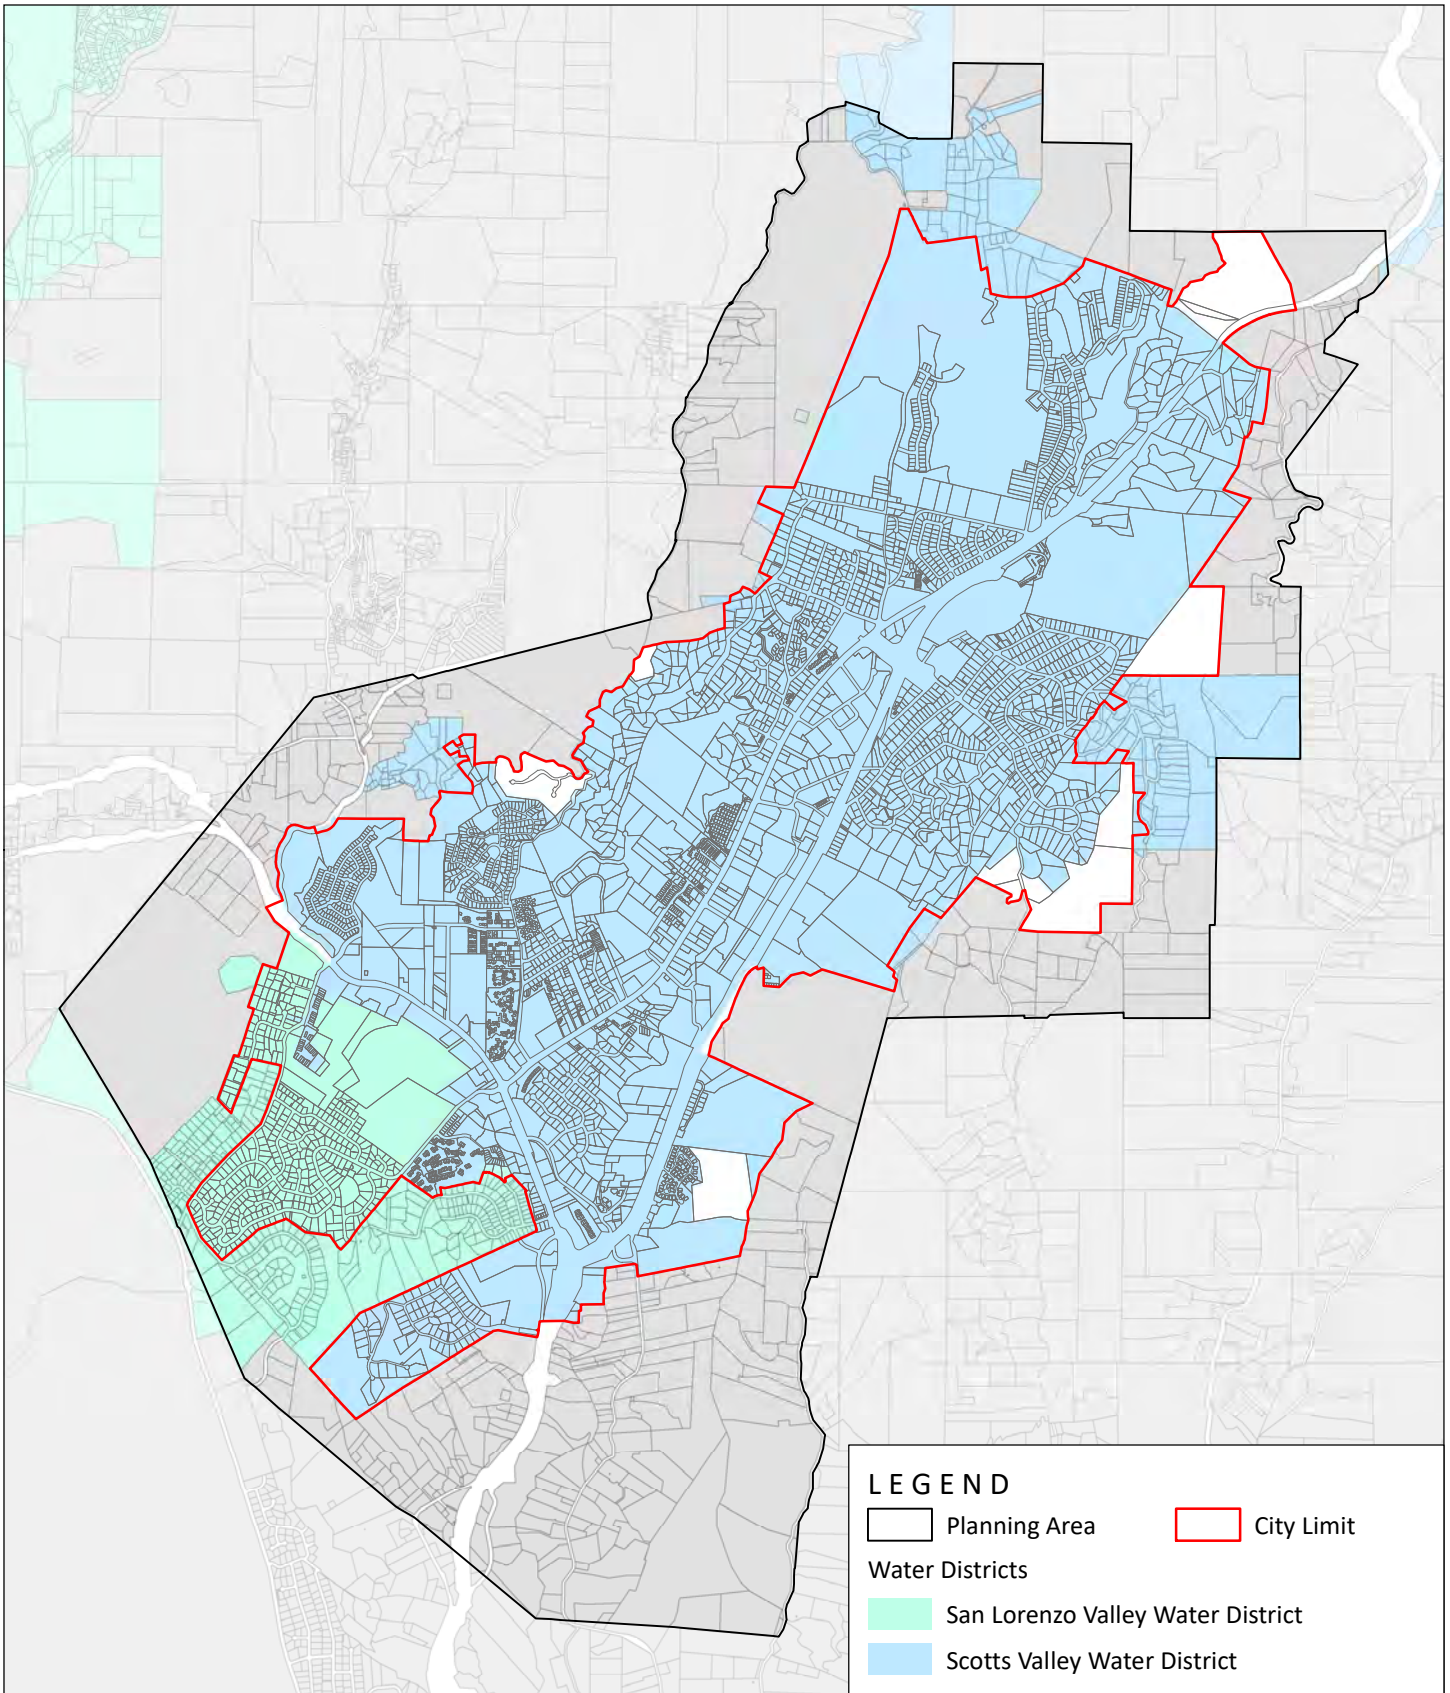 LEGEND
Planning Area
City Limit
Water Districts
San Lorenzo Valley Water District
Scotts Valley Water District